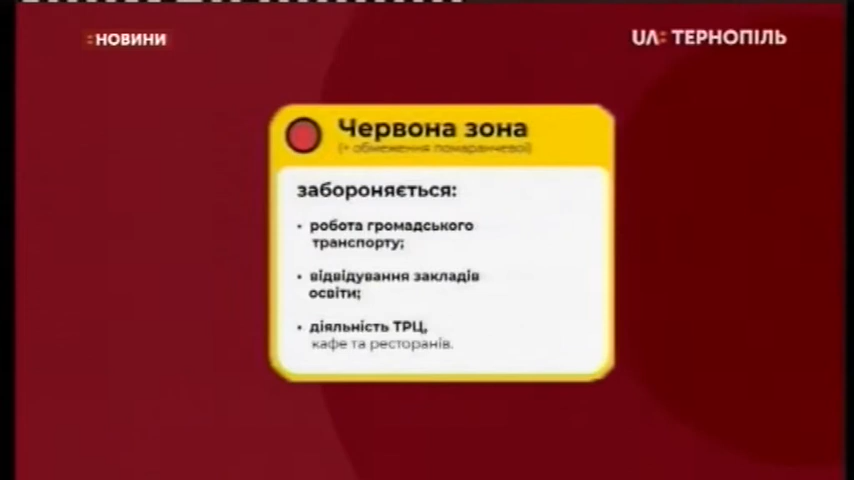 :НОВИНИ
UA: ТЕРНОПІЛЬ
Червона зона
(+ обмеження помаранчевої)
забороняється:
• робота громадського
транспорту;
• відвідування закладів
освіти;
• діяльність ТРЦ,
кафе та ресторанів.